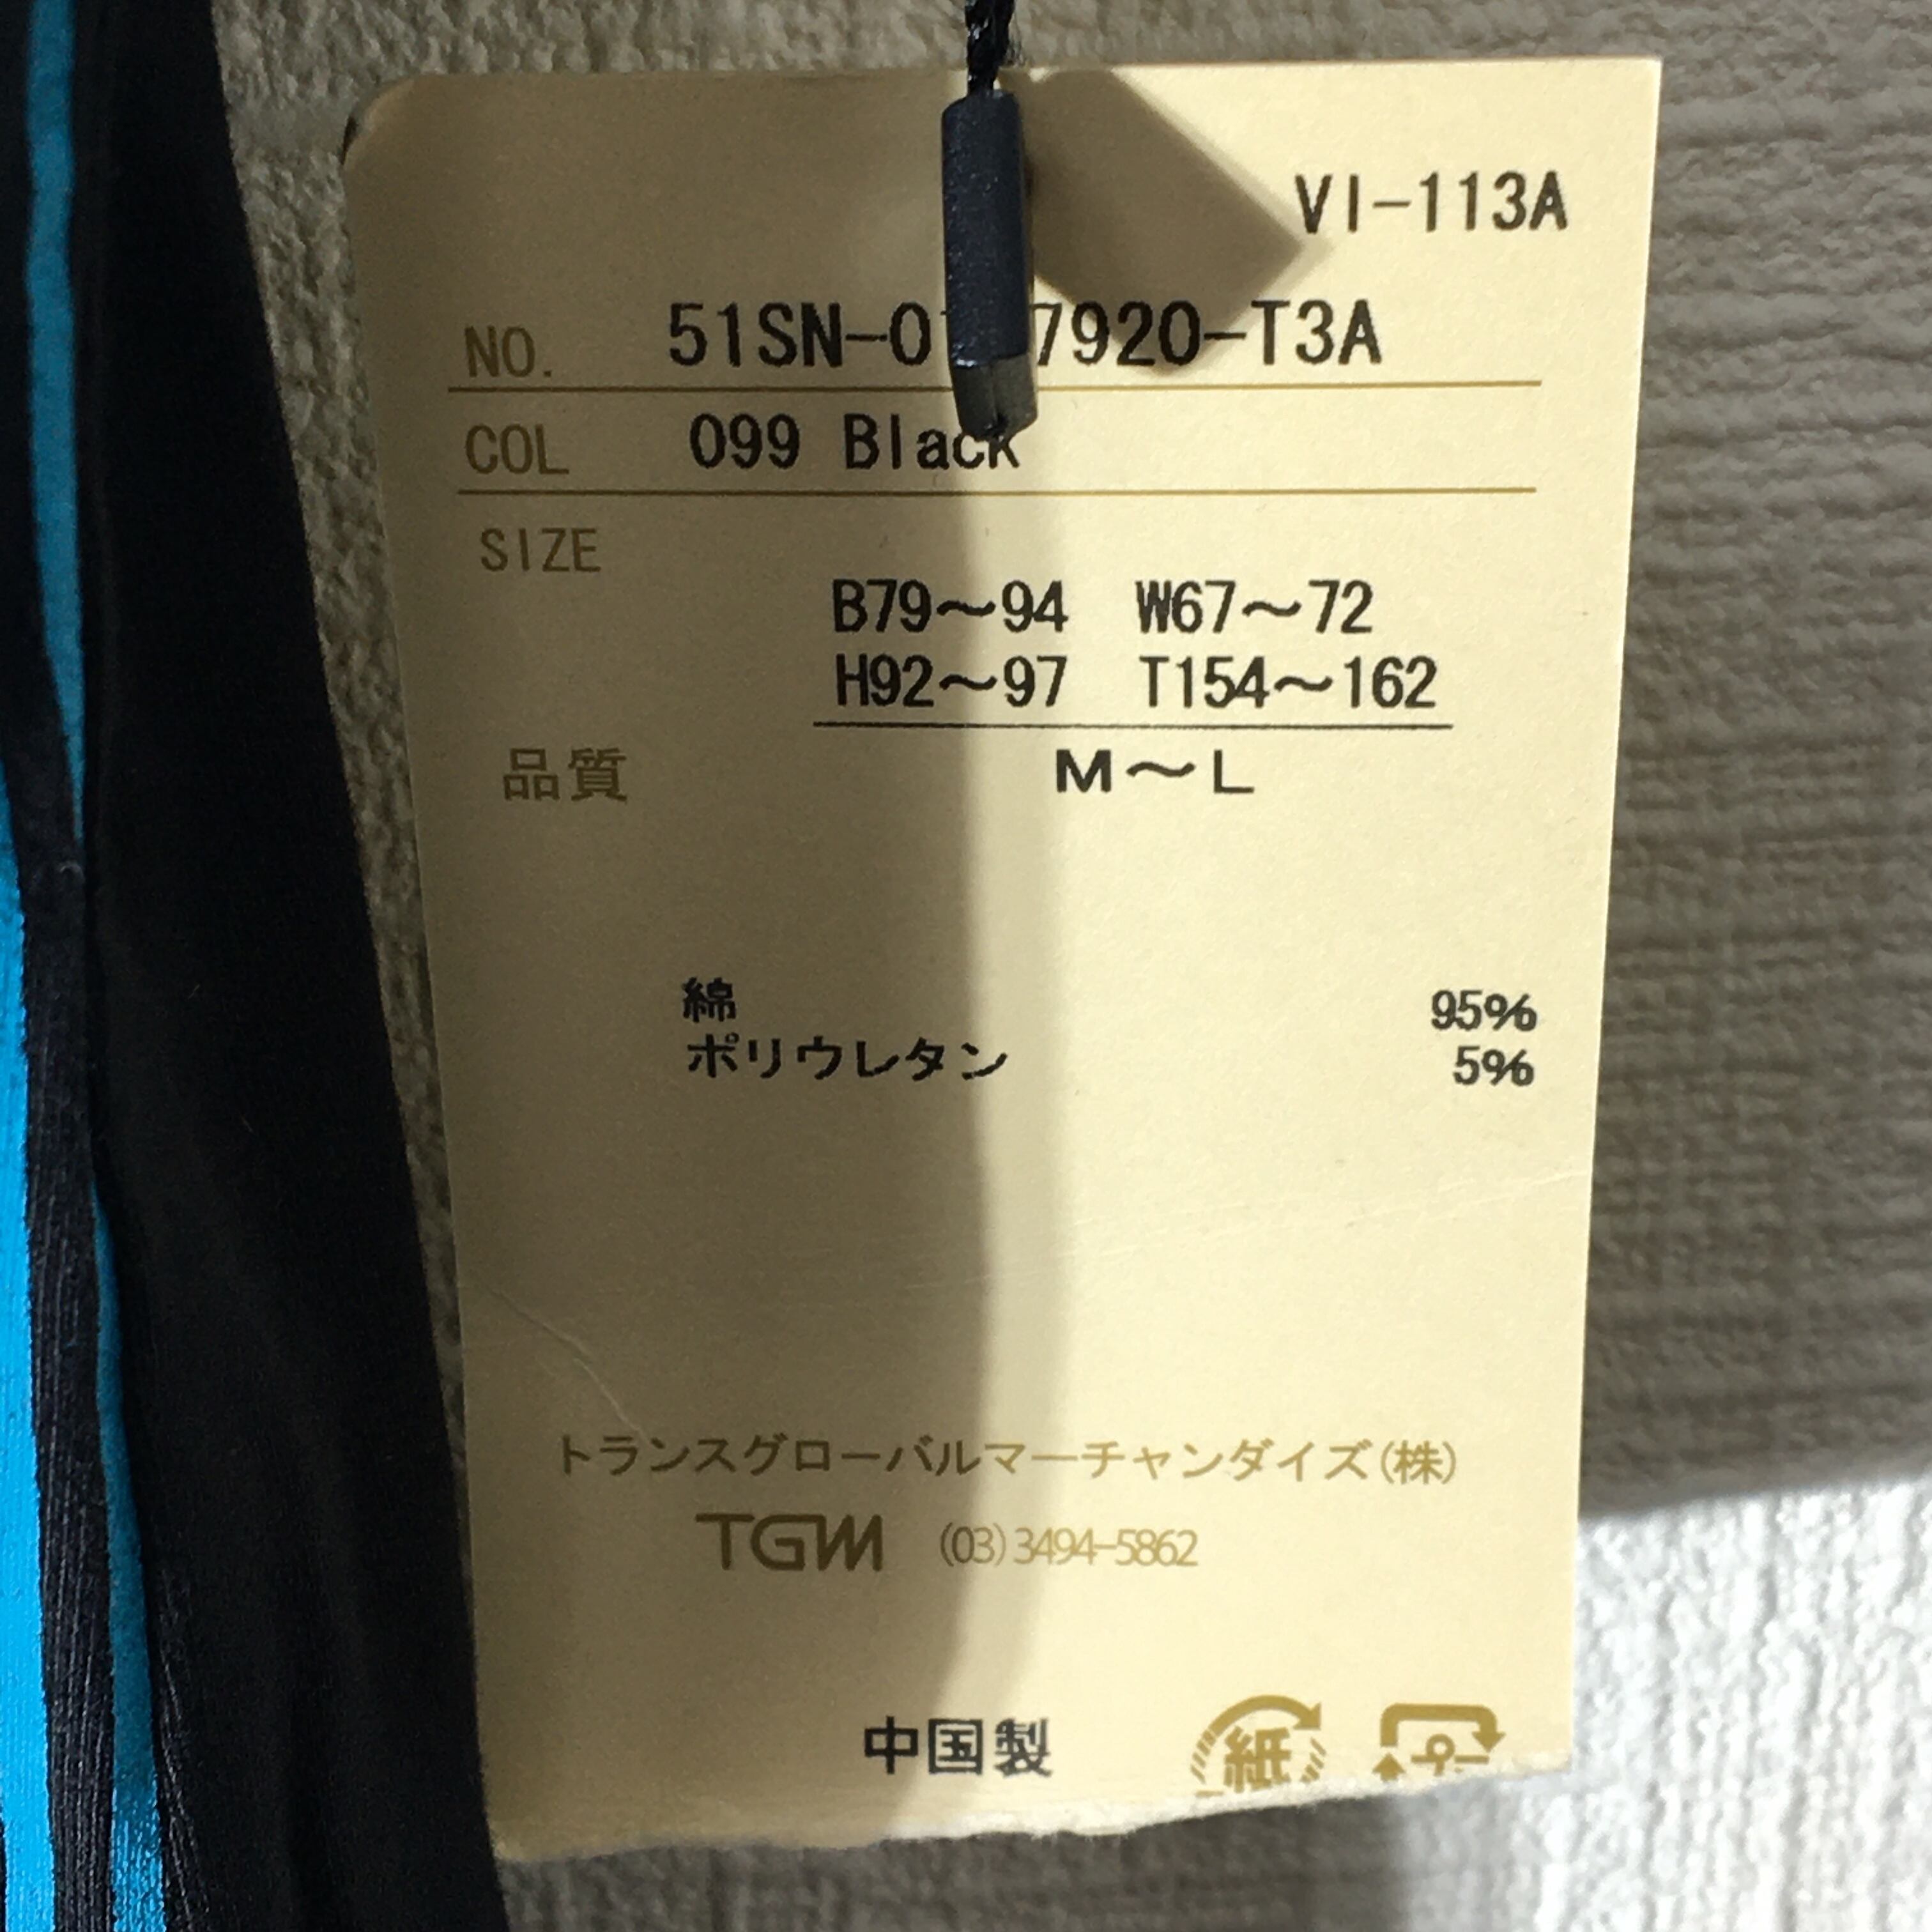 VI-113A
NO. 7920-T3A
COL 099 Black
SIZE
B79～94 W67～72
H92～97 T154～162
品質 M～L
綿 95%
ポリウレタン 5%
トランスグローバルマーチャンダイズ(株)
TGM (03)3494-5862
中国製 紙